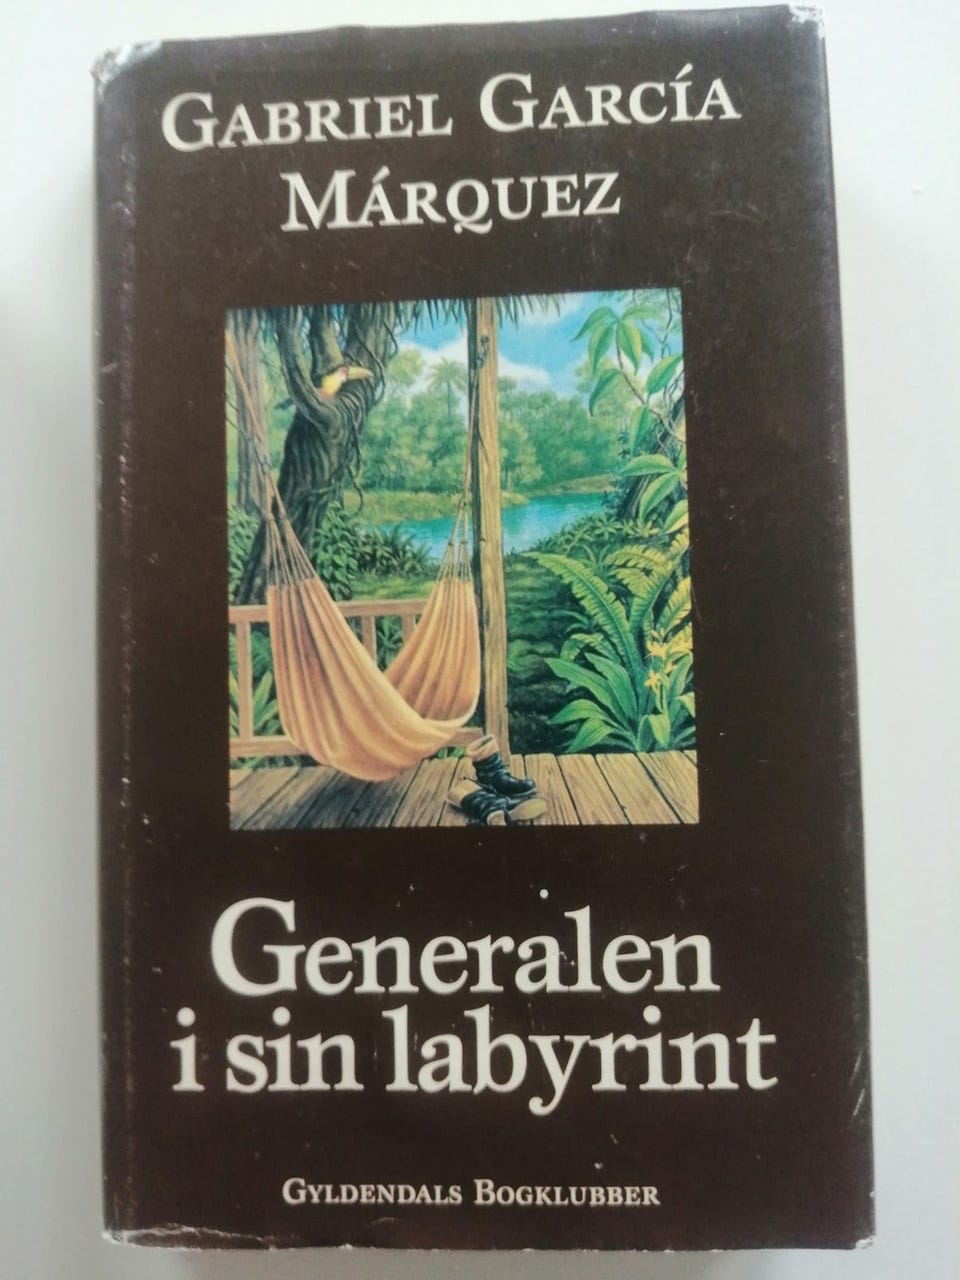 GABRIEL GARCÍA
MÁRQUEZ
Generalen
i sin labyrint
GYLDENDALS BOGKLUBBER